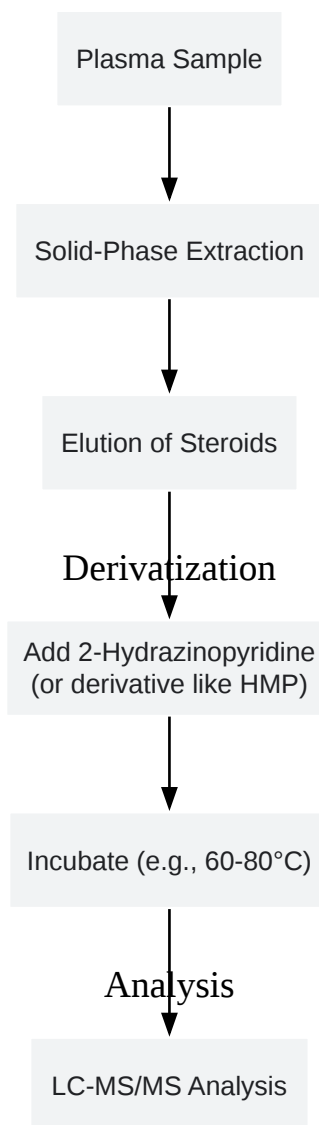 Plasma Sample
Solid-Phase Extraction
Elution of Steroids
Derivatization
Add 2-Hydrazinopyridine
(or derivative like HMP)
Incubate (e.g., 60-80°C)
Analysis
LC-MS/MS Analysis